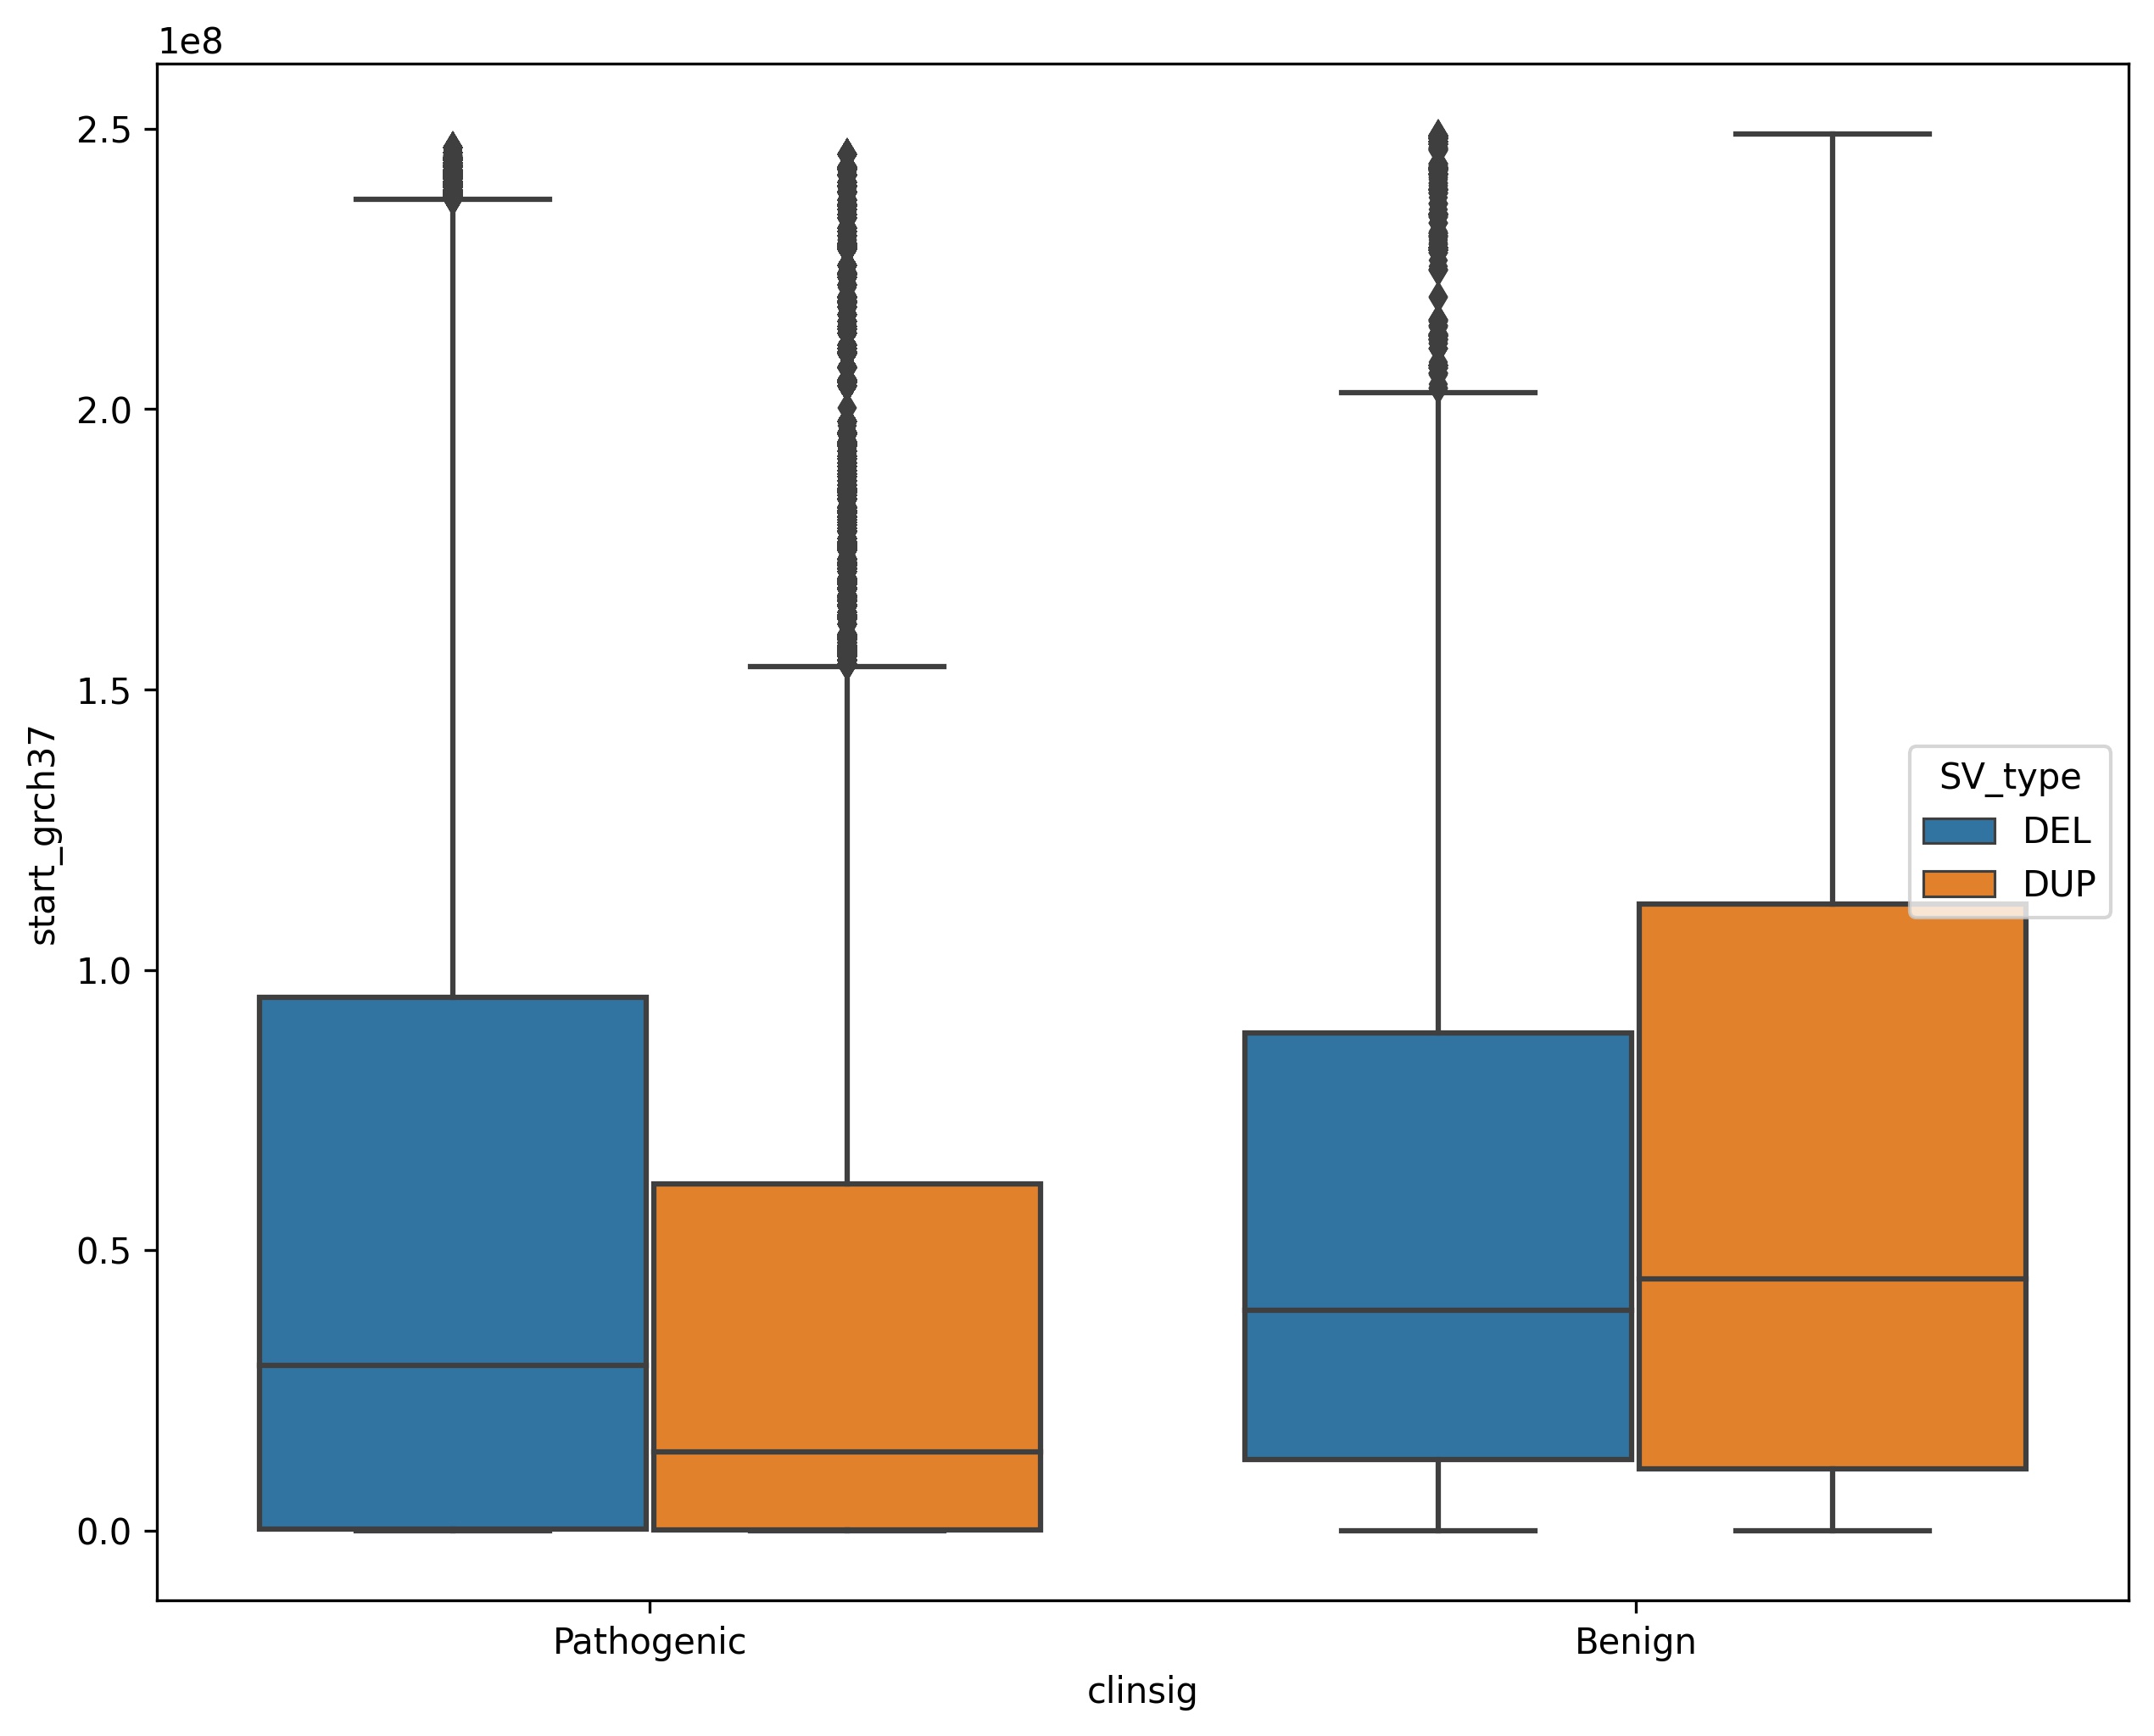 1e8
2.5
2.0
1.5
1.0
0.5
0.0
start_grch37
SV_type
DEL
DUP
Pathogenic
Benign
clinsig